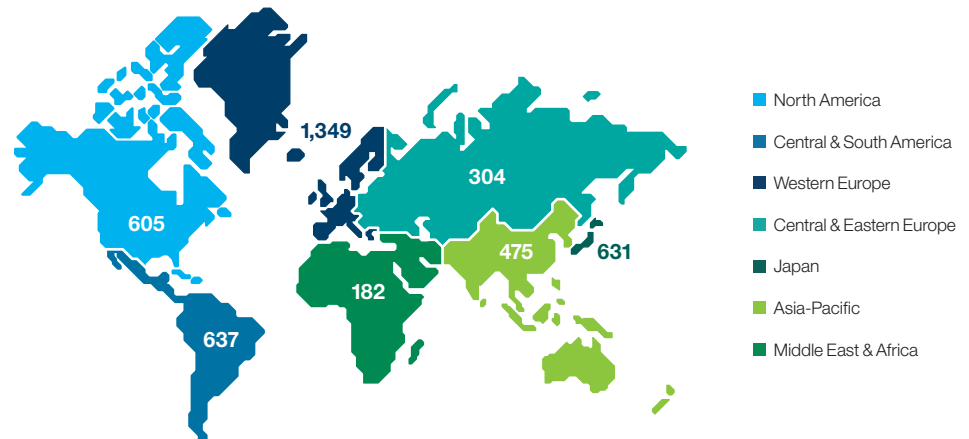 1,349
304
605
475
631
182
637
North America
Central & South America
Western Europe
Central & Eastern Europe
Japan
Asia-Pacific
Middle East & Africa